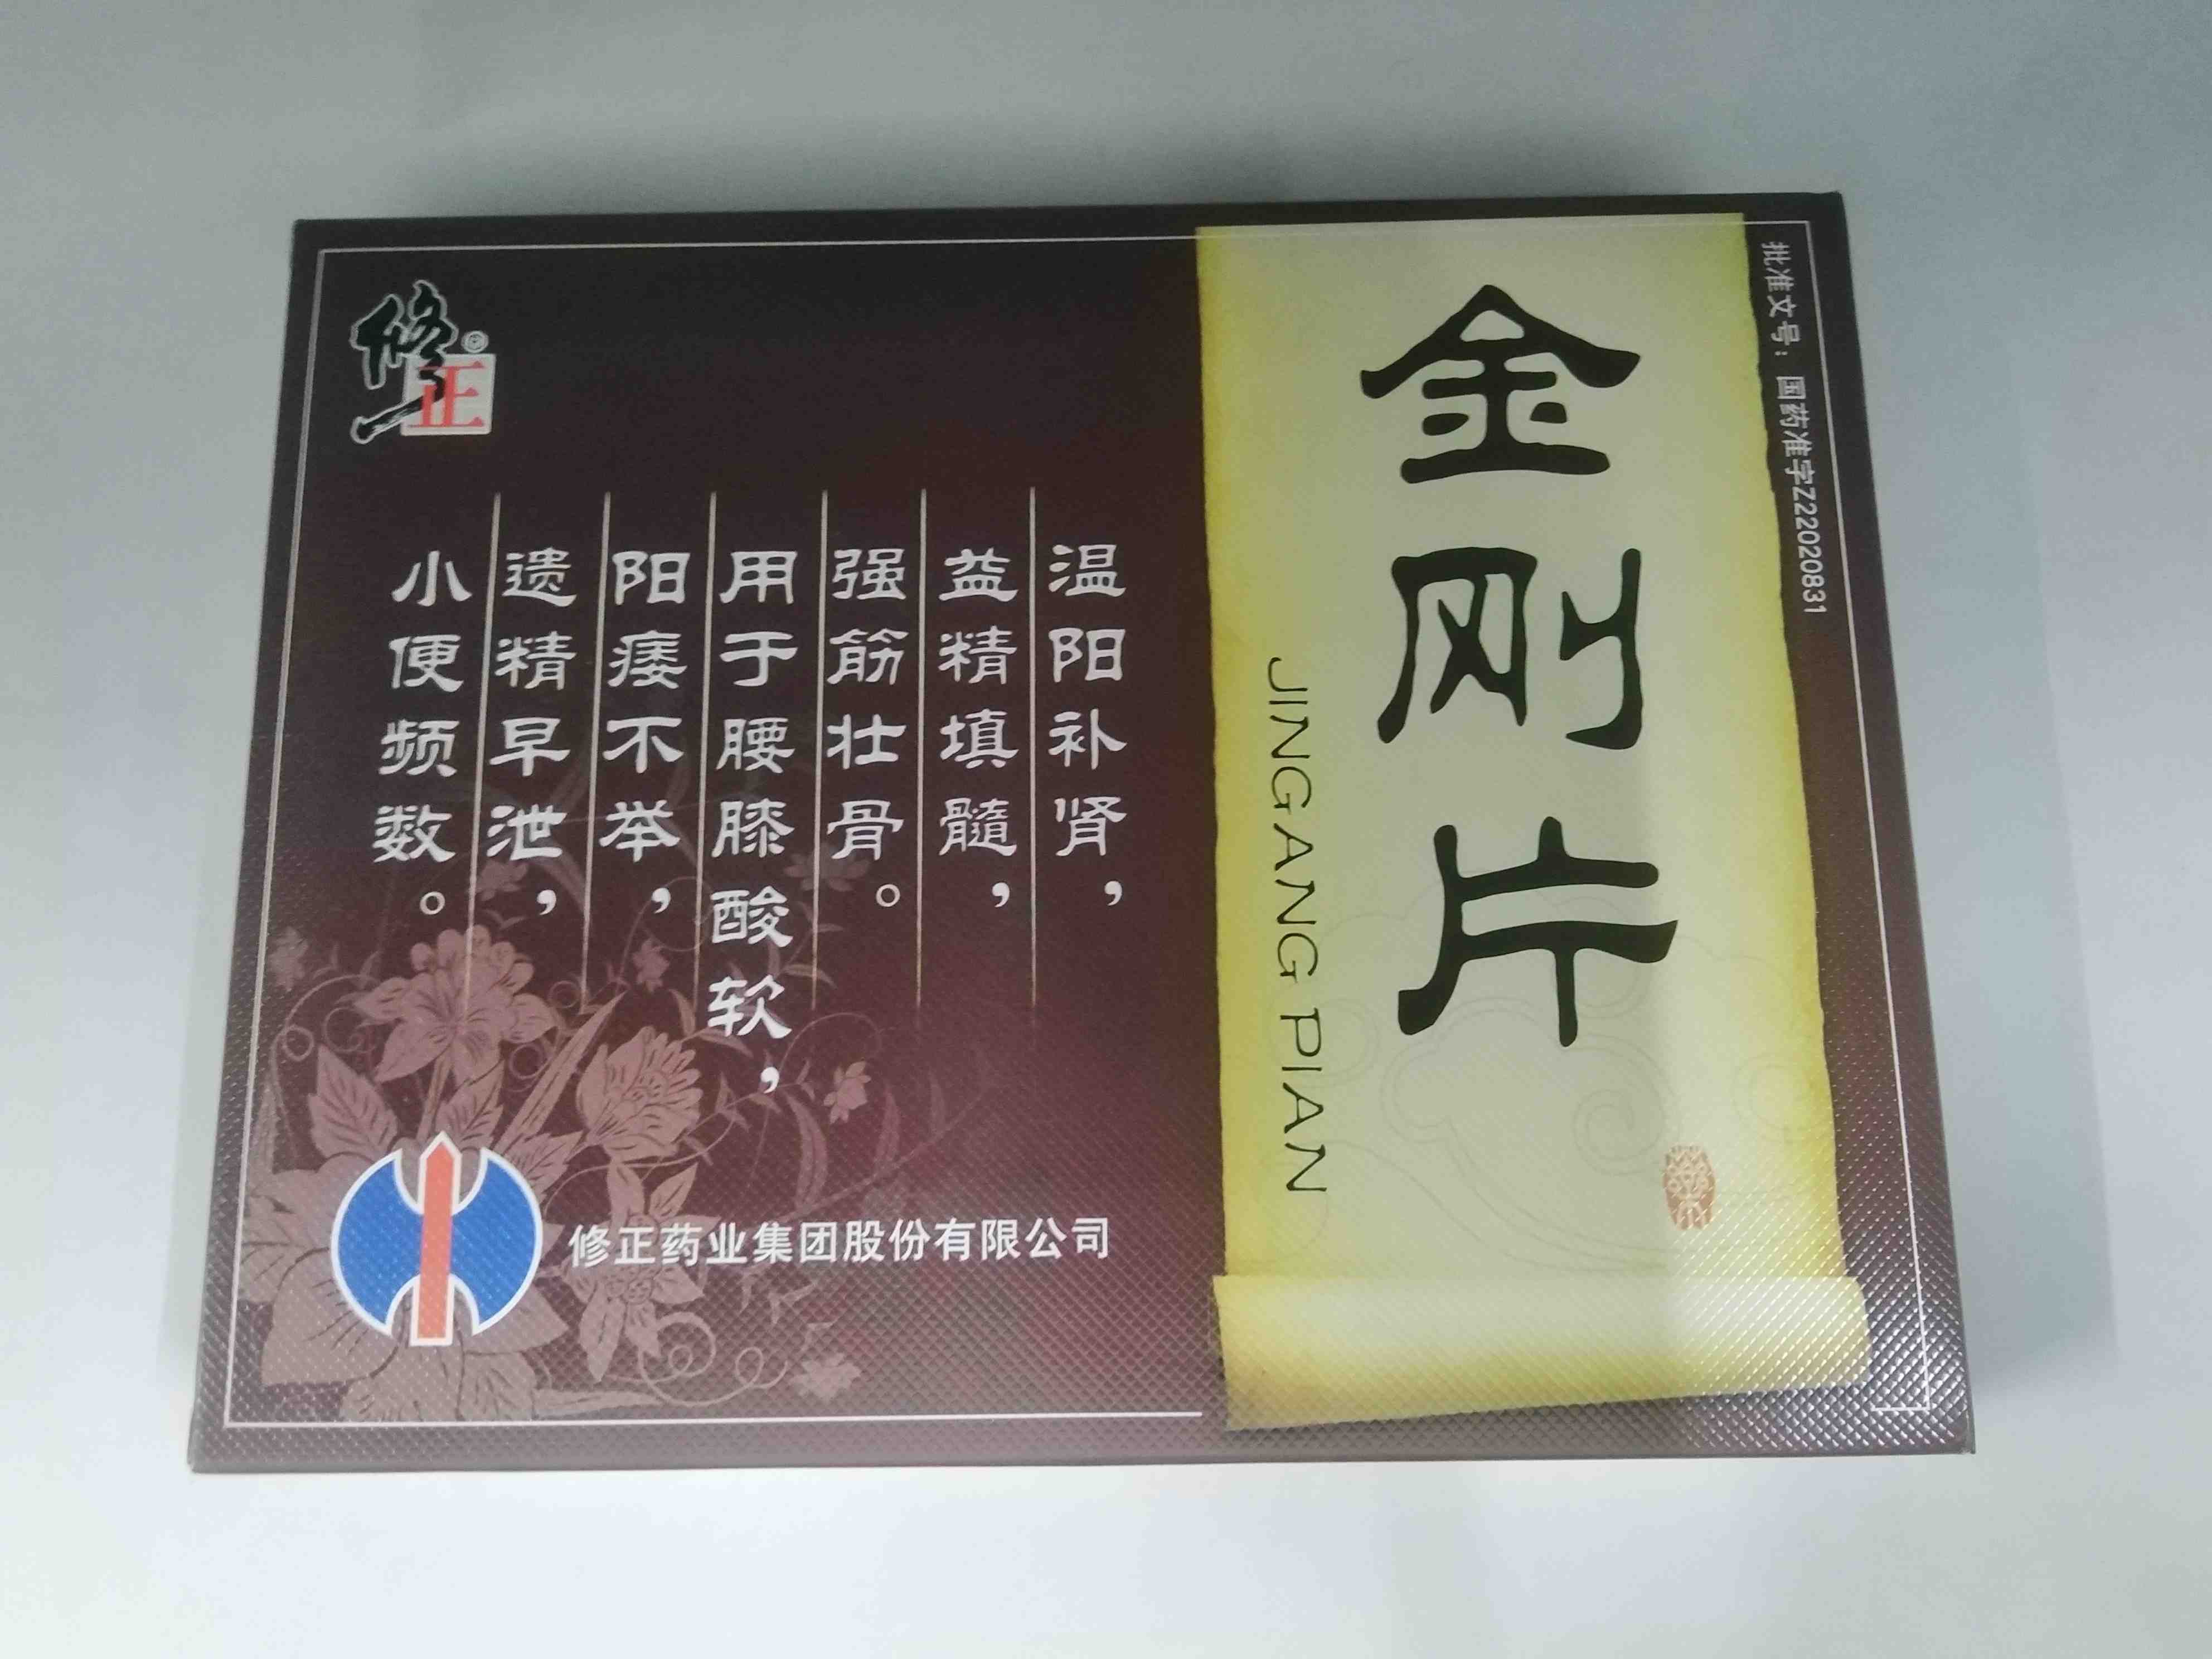 批准文号：国药准字Z22020831
金刚片
JINGANG PIAN
修正®
温阳补肾，
益精填髓，
强筋壮骨。
用于腰膝酸软，
阳痿不举，
遗精早泄，
小便频数。
修正药业集团股份有限公司